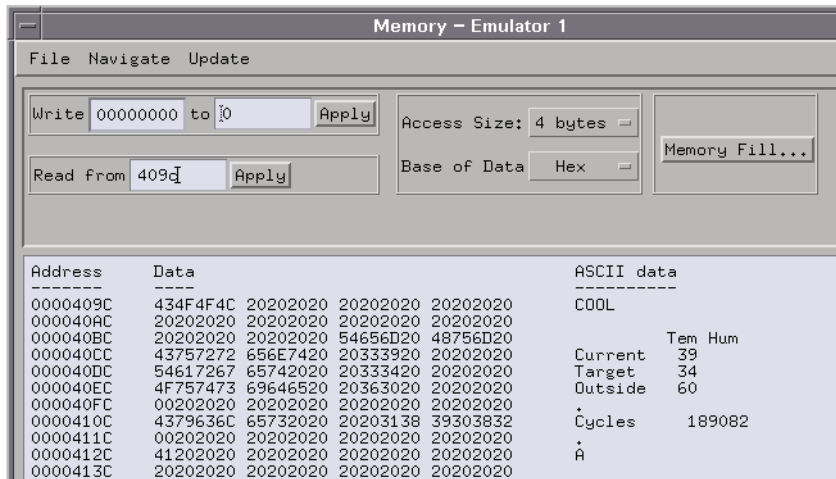 Memory – Emulator 1
File Navigate Update
Write 00000000 to 0 Apply
Access Size: 4 bytes
Memory Fill...
Base of Data Hex
Read from 409c Apply
Address Data ASCII data
------- ---- ----------
0000409C 434F4F4C 20202020 20202020 20202020 COOL
000040AC 20202020 20202020 20202020 20202020
000040BC 20202020 20202020 54656D20 48756D20 Tem Hum
000040CC 43757272 656E7420 20333920 20202020 Current 39
000040DC 54617267 65742020 20333420 20202020 Target 34
000040EC 4F757473 69646520 20363020 20202020 Outside 60
000040FC 00202020 20202020 20202020 20202020 .
0000410C 4379636C 65732020 20203138 39303832 Cycles 189082
0000411C 00202020 20202020 20202020 20202020 .
0000412C 41202020 20202020 20202020 20202020 A
0000413C 20202020 20202020 20202020 20202020